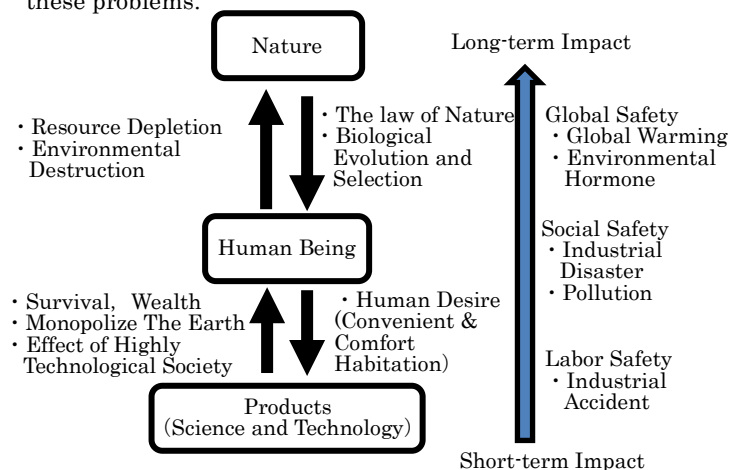 these problems.
Nature
Long-term Impact
・Resource Depletion
・Environmental
Destruction
・The law of Nature
・Biological
Evolution and
Selection
Global Safety
・Global Warming
・Environmental
Hormone
Human Being
Social Safety
・Industrial
Disaster
・Pollution
・Survival, Wealth
・Monopolize The Earth
・Effect of Highly
Technological Society
・Human Desire
(Convenient &
Comfort
Habitation)
Labor Safety
・Industrial
Accident
Products
(Science and Technology)
Short-term Impact